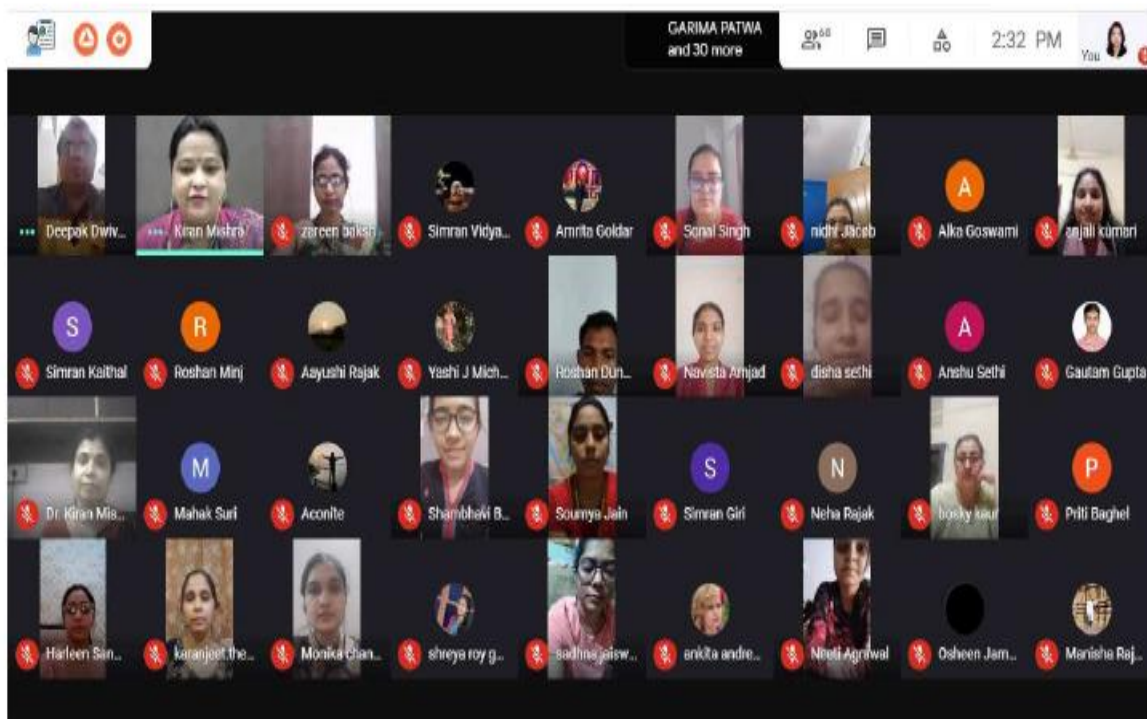 GARIMA PATWA
and 30 more
68
2:32 PM
You
Deepak Dwiv...
Kiran Mishra
zareen baksh
Simran Vidya...
Amrita Goldar
Sonal Singh
nidhi Jacob
A
Alka Goswami
anjali kumari
S
Simran Kaithal
R
Roshan Minj
Aayushi Rajak
Yashi J Mich...
Roshan Dun...
Navista Amjad
disha sethi
A
Anshu Sethi
Gautam Gupta
Dr. Kiran Mis...
M
Mahak Suri
Aconite
Shambhavi B...
Soumya Jain
S
Simran Giri
N
Neha Rajak
bosky kaur
P
Priti Baghel
Harleen San...
karanjeet.the...
Monika chan...
shreya roy g...
sadhna.jaisw...
ankita andre...
Neeti Agrawal
Osheen Jam...
Manisha Raj...